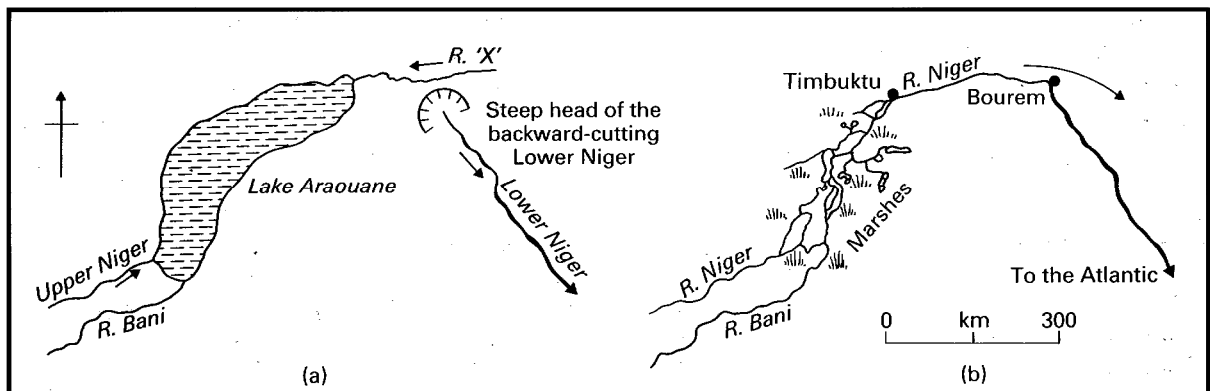 R. 'X'
Steep head of the
backward-cutting
Lower Niger
Lake Araouane
Lower Niger
Upper Niger
R. Bani
(a)
Timbuktu
R. Niger
Bourem
Marshes
R. Niger
R. Bani
To the Atlantic
0 km 300
(b)